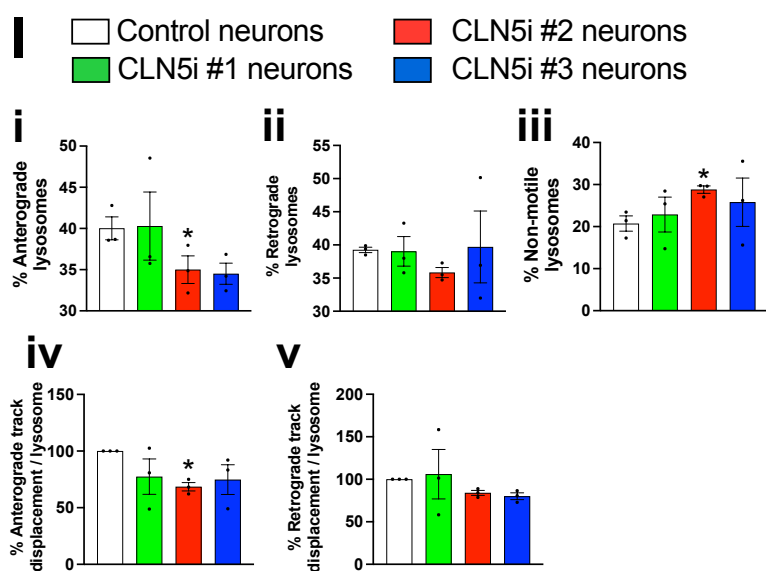 I
Control neurons
CLN5i #2 neurons
CLN5i #1 neurons
CLN5i #3 neurons
i
% Anterograde
lysosomes
50
45
40
35
30
*
ii
% Retrograde
lysosomes
55
50
45
40
35
30
iii
% Non-motile
lysosomes
40
30
20
10
0
*
iv
% Anterograde track
displacement / lysosome
150
100
50
0
*
v
% Retrograde track
displacement / lysosome
200
150
100
50
0